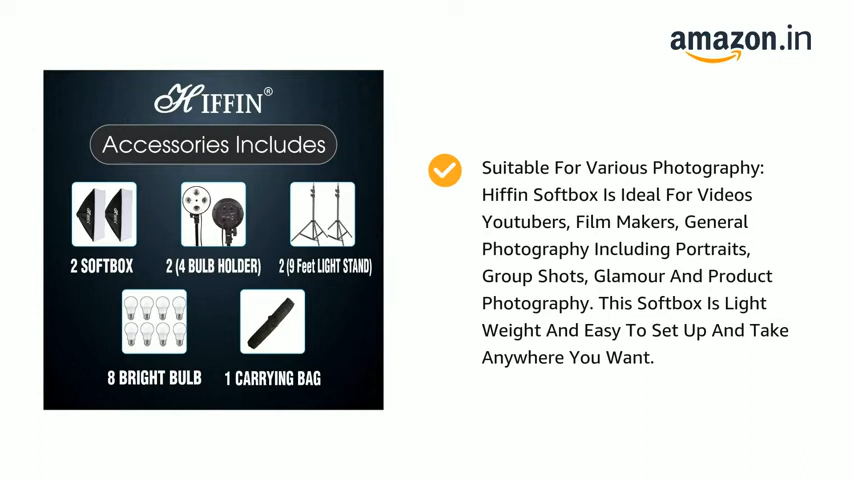 amazon.in
HIFFIN®
Accessories Includes
2 SOFTBOX
2 (4 BULB HOLDER)
2 (9 Feet LIGHT STAND)
8 BRIGHT BULB
1 CARRYING BAG
Suitable For Various Photography:
Hiffin Softbox Is Ideal For Videos
Youtubers, Film Makers, General
Photography Including Portraits,
Group Shots, Glamour And Product
Photography. This Softbox Is Light
Weight And Easy To Set Up And Take
Anywhere You Want.